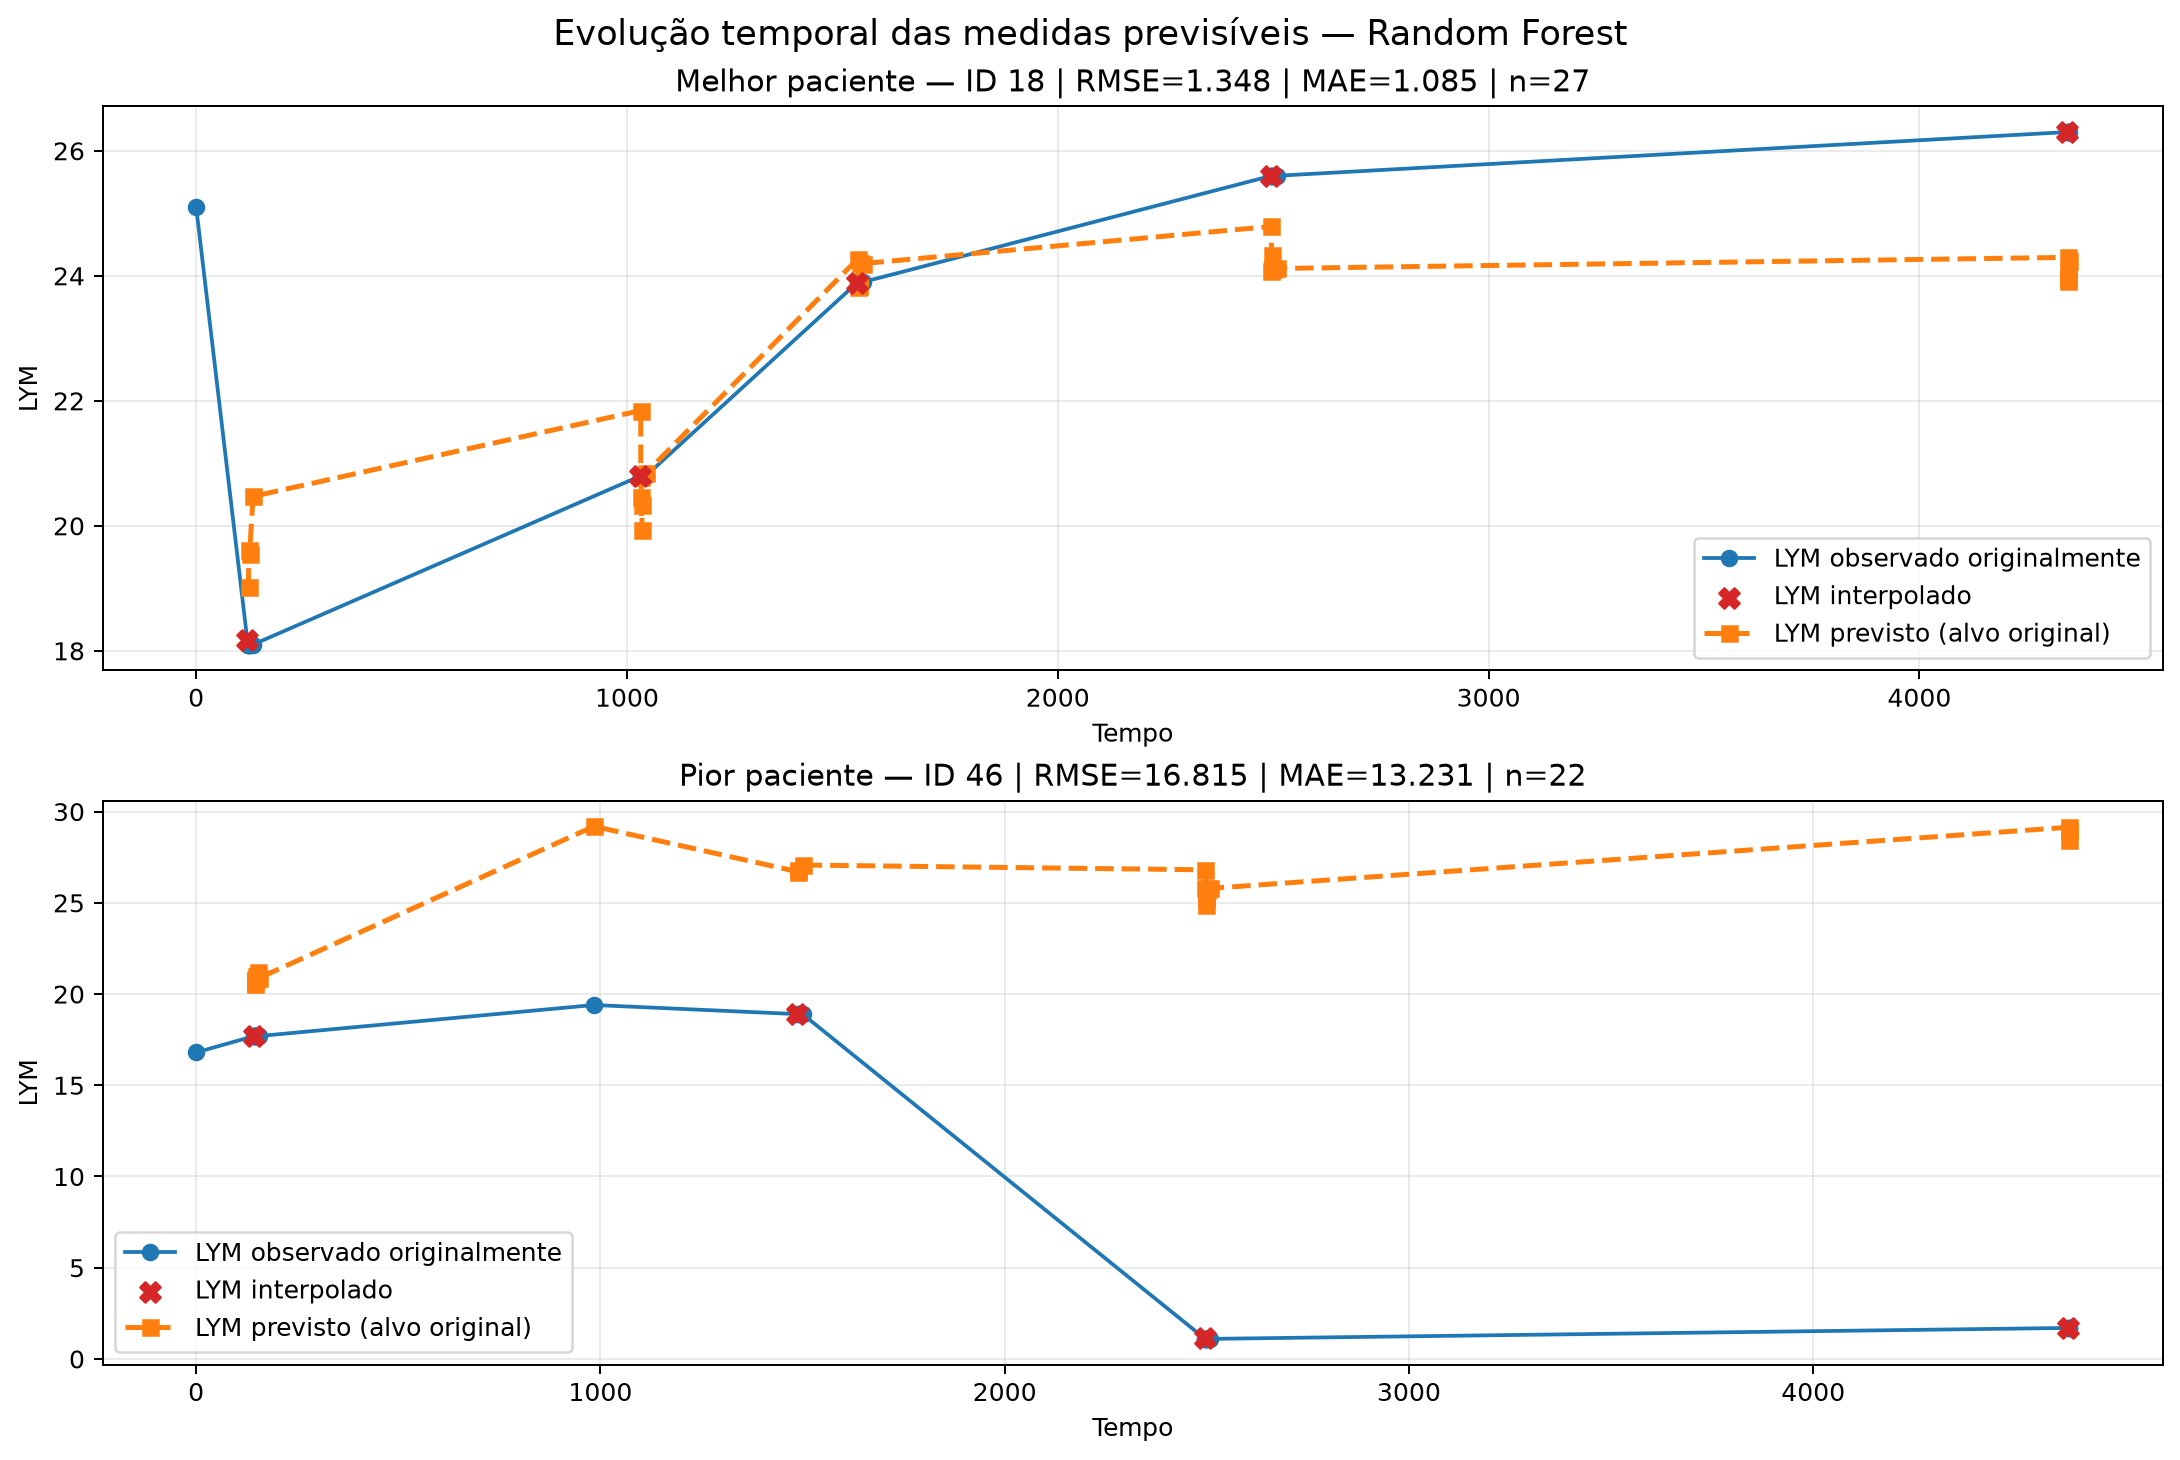 Evolução temporal das medidas previsíveis — Random Forest
Melhor paciente — ID 18 | RMSE=1.348 | MAE=1.085 | n=27
26
24
22
20
18
LYM
0
1000
2000
3000
4000
Tempo
LYM observado originalmente
LYM interpolado
LYM previsto (alvo original)
Pior paciente — ID 46 | RMSE=16.815 | MAE=13.231 | n=22
30
25
20
15
10
5
0
LYM
0
1000
2000
3000
4000
Tempo
LYM observado originalmente
LYM interpolado
LYM previsto (alvo original)